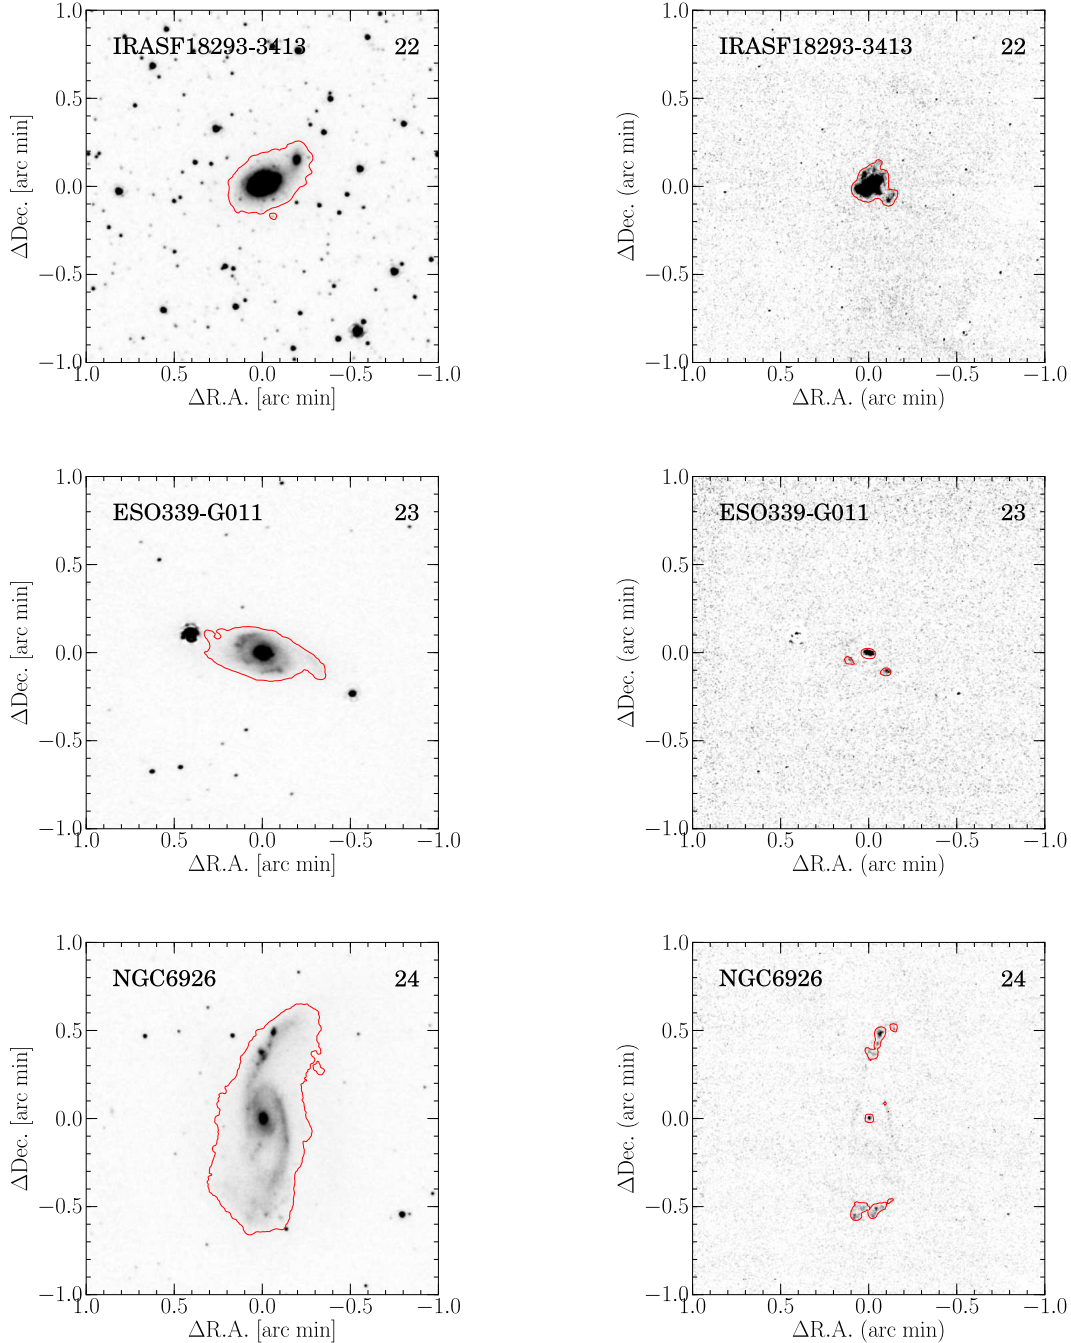 IRASF18293-3413 22
1.0
0.5
0.0
−0.5
−1.0
ΔDec. [arc min]
1.0 0.5 0.0 −0.5 −1.0
ΔR.A. [arc min]
IRASF18293-3413 22
1.0
0.5
0.0
−0.5
−1.0
ΔDec. (arc min)
1.0 0.5 0.0 −0.5 −1.0
ΔR.A. (arc min)
ESO339-G011 23
1.0
0.5
0.0
−0.5
−1.0
ΔDec. [arc min]
1.0 0.5 0.0 −0.5 −1.0
ΔR.A. [arc min]
ESO339-G011 23
1.0
0.5
0.0
−0.5
−1.0
ΔDec. (arc min)
1.0 0.5 0.0 −0.5 −1.0
ΔR.A. (arc min)
NGC6926 24
1.0
0.5
0.0
−0.5
−1.0
ΔDec. [arc min]
1.0 0.5 0.0 −0.5 −1.0
ΔR.A. [arc min]
NGC6926 24
1.0
0.5
0.0
−0.5
−1.0
ΔDec. (arc min)
1.0 0.5 0.0 −0.5 −1.0
ΔR.A. (arc min)